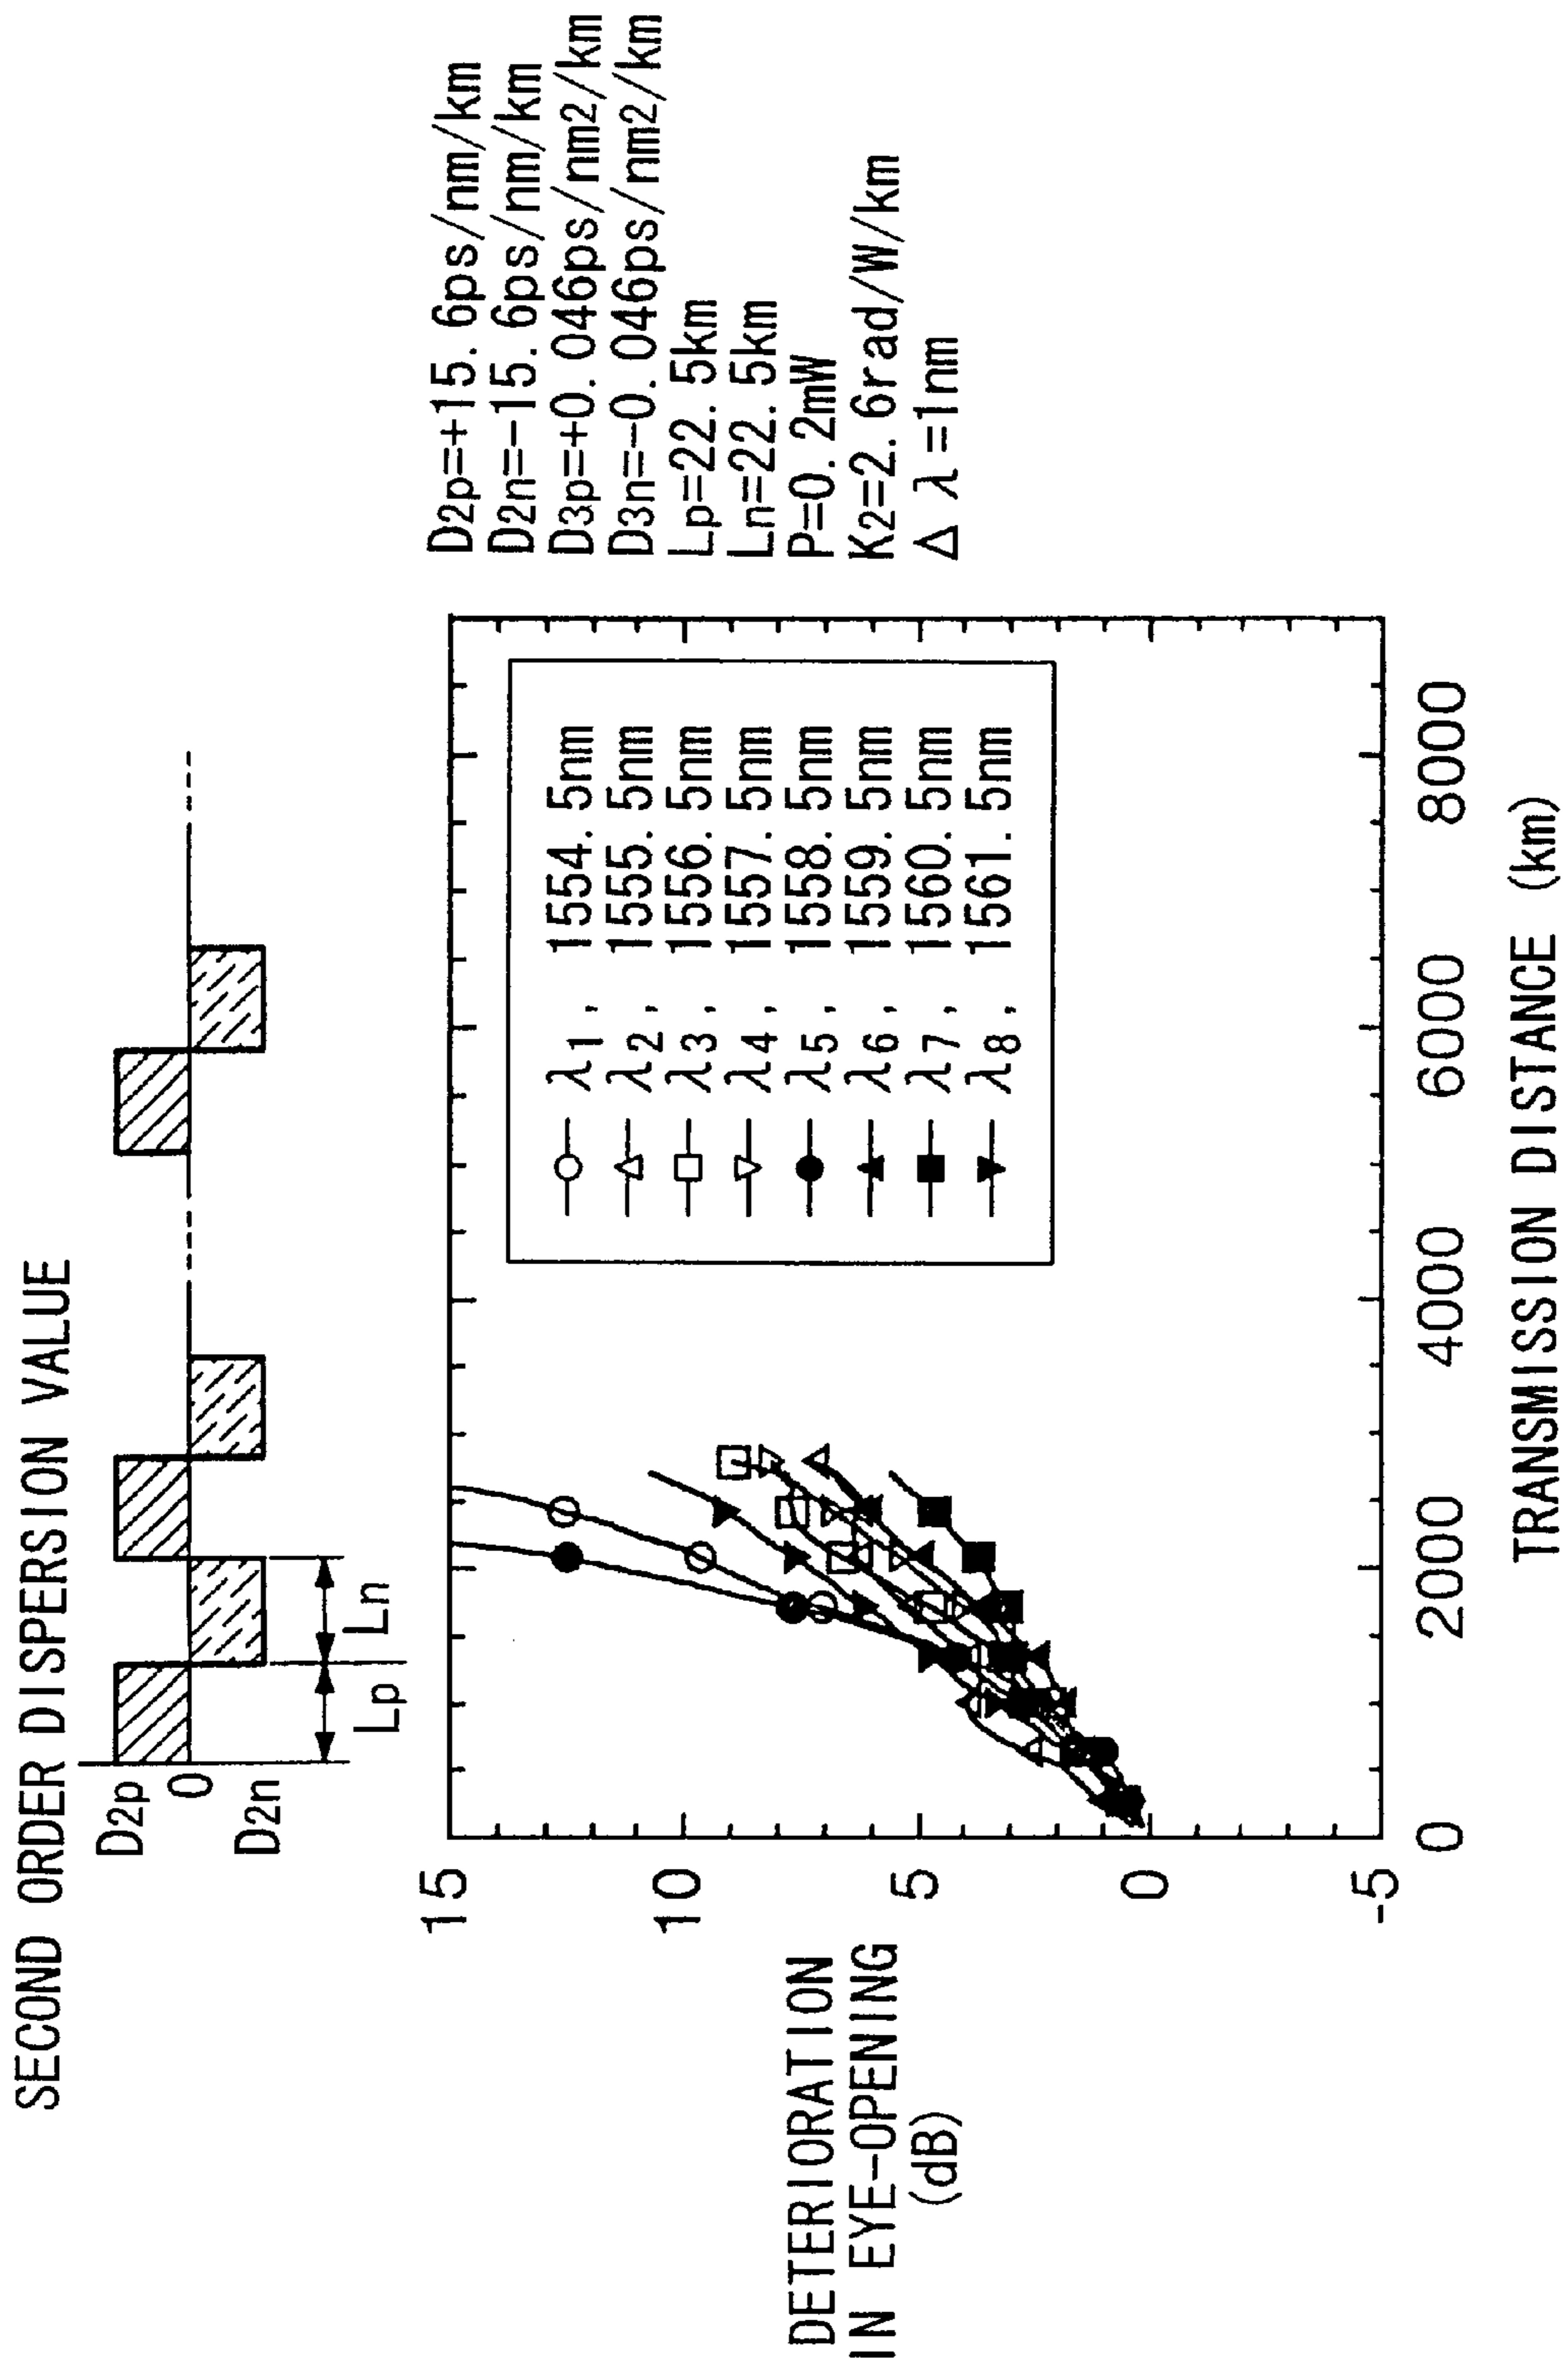 SECOND ORDER DISPERSION VALUE
D2p
0
D2n
Lp
Ln
D2p=+15.6ps/nm/km
D2n=-15.6ps/nm/km
D3p=+0.046ps/nm2/km
D3n=-0.046ps/nm2/km
Lp=22.5km
Ln=22.5km
P=0.2mW
K2=2.6rad/W/km
Δλ=1nm
DETERIORATION
IN EYE-OPENING
(dB)
15
10
5
0
-5
λ1, 1554.5nm
λ2, 1555.5nm
λ3, 1556.5nm
λ4, 1557.5nm
λ5, 1558.5nm
λ6, 1559.5nm
λ7, 1560.5nm
λ8, 1561.5nm
0 2000 4000 6000 8000
TRANSMISSION DISTANCE (km)